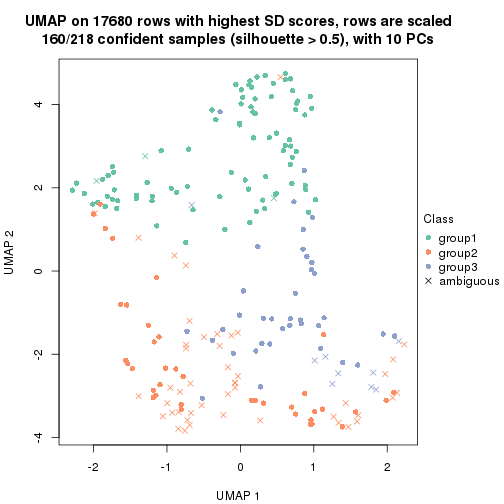 UMAP on 17680 rows with highest SD scores, rows are scaled
160/218 confident samples (silhouette > 0.5), with 10 PCs
4
2
0
-2
-4
UMAP 2
-2
-1
0
1
2
UMAP 1
Class
group1
group2
group3
ambiguous